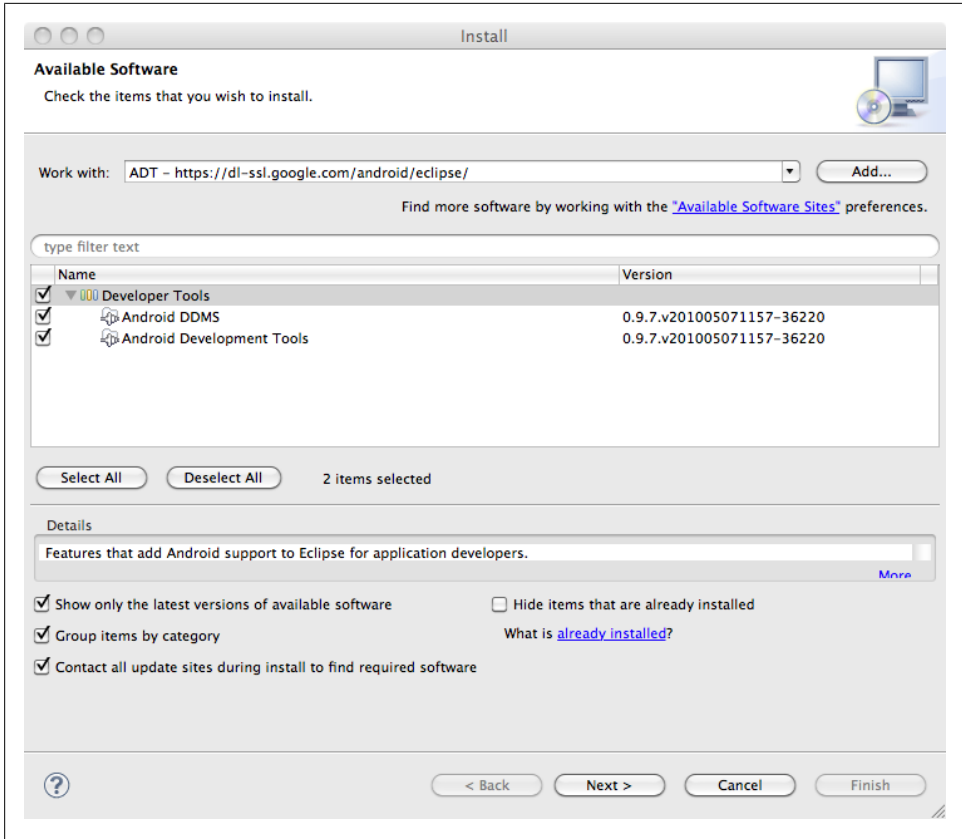 Install
Available Software
Check the items that you wish to install.
Work with: ADT - https://dl-ssl.google.com/android/eclipse/ Add...
Find more software by working with the "Available Software Sites" preferences.
type filter text
Name Version
Developer Tools
Android DDMS 0.9.7.v201005071157-36220
Android Development Tools 0.9.7.v201005071157-36220
Select All Deselect All 2 items selected
Details
Features that add Android support to Eclipse for application developers.
More
Show only the latest versions of available software Hide items that are already installed
Group items by category What is already installed?
Contact all update sites during install to find required software
? < Back Next > Cancel Finish